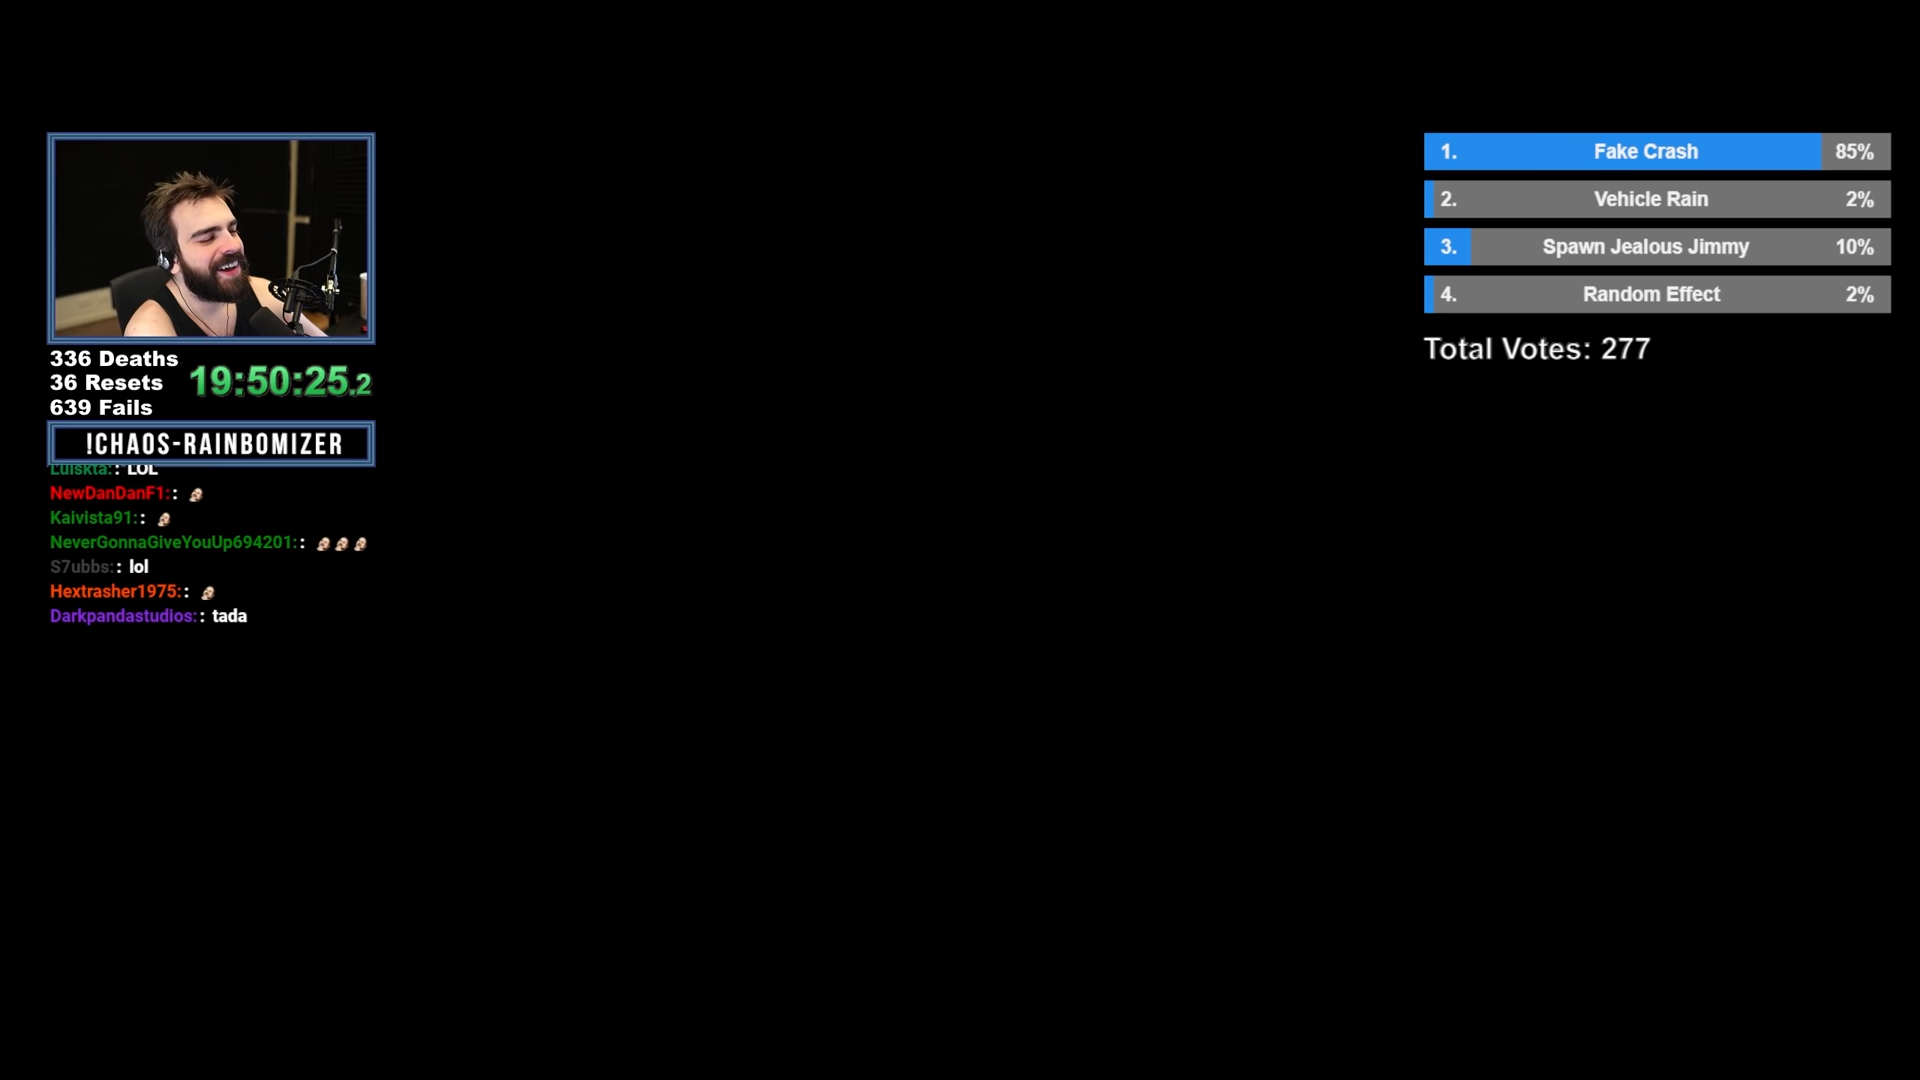 336 Deaths
36 Resets
639 Fails
19:50:25.2
!CHAOS-RAINBOMIZER
Luiskta:: LOL
NewDanDanF1::
Kaivista91::
NeverGonnaGiveYouUp694201::
S7ubbs:: lol
Hextrasher1975::
Darkpandastudios:: tada
1. Fake Crash 85%
2. Vehicle Rain 2%
3. Spawn Jealous Jimmy 10%
4. Random Effect 2%
Total Votes: 277